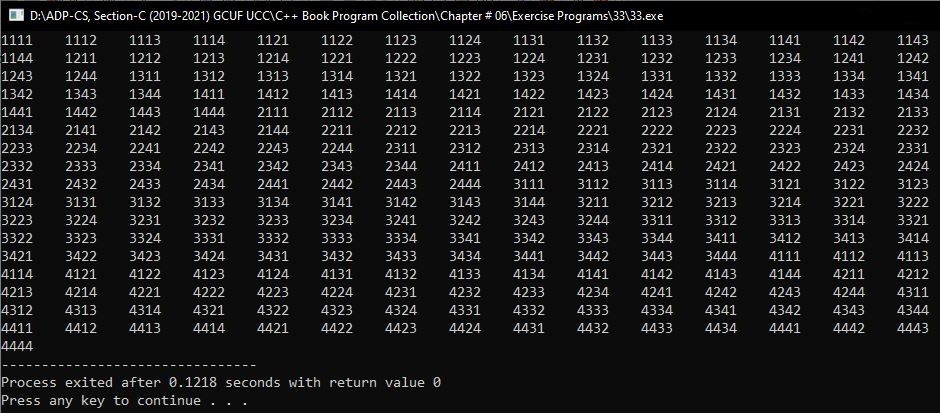 D:\ADP-CS, Section-C (2019-2021) GCUF UCC\C++ Book Program Collection\Chapter # 06\Exercise Programs\33\33.exe
1111 1112 1113 1114 1121 1122 1123 1124 1131 1132 1133 1134 1141 1142 1143
1144 1211 1212 1213 1214 1221 1222 1223 1224 1231 1232 1233 1234 1241 1242
1243 1244 1311 1312 1313 1314 1321 1322 1323 1324 1331 1332 1333 1334 1341
1342 1343 1344 1411 1412 1413 1414 1421 1422 1423 1424 1431 1432 1433 1434
1441 1442 1443 1444 2111 2112 2113 2114 2121 2122 2123 2124 2131 2132 2133
2134 2141 2142 2143 2144 2211 2212 2213 2214 2221 2222 2223 2224 2231 2232
2233 2234 2241 2242 2243 2244 2311 2312 2313 2314 2321 2322 2323 2324 2331
2332 2333 2334 2341 2342 2343 2344 2411 2412 2413 2414 2421 2422 2423 2424
2431 2432 2433 2434 2441 2442 2443 2444 3111 3112 3113 3114 3121 3122 3123
3124 3131 3132 3133 3134 3141 3142 3143 3144 3211 3212 3213 3214 3221 3222
3223 3224 3231 3232 3233 3234 3241 3242 3243 3244 3311 3312 3313 3314 3321
3322 3323 3324 3331 3332 3333 3334 3341 3342 3343 3344 3411 3412 3413 3414
3421 3422 3423 3424 3431 3432 3433 3434 3441 3442 3443 3444 4111 4112 4113
4114 4121 4122 4123 4124 4131 4132 4133 4134 4141 4142 4143 4144 4211 4212
4213 4214 4221 4222 4223 4224 4231 4232 4233 4234 4241 4242 4243 4244 4311
4312 4313 4314 4321 4322 4323 4324 4331 4332 4333 4334 4341 4342 4343 4344
4411 4412 4413 4414 4421 4422 4423 4424 4431 4432 4433 4434 4441 4442 4443
4444
--------------------------------
Process exited after 0.1218 seconds with return value 0
Press any key to continue . . .